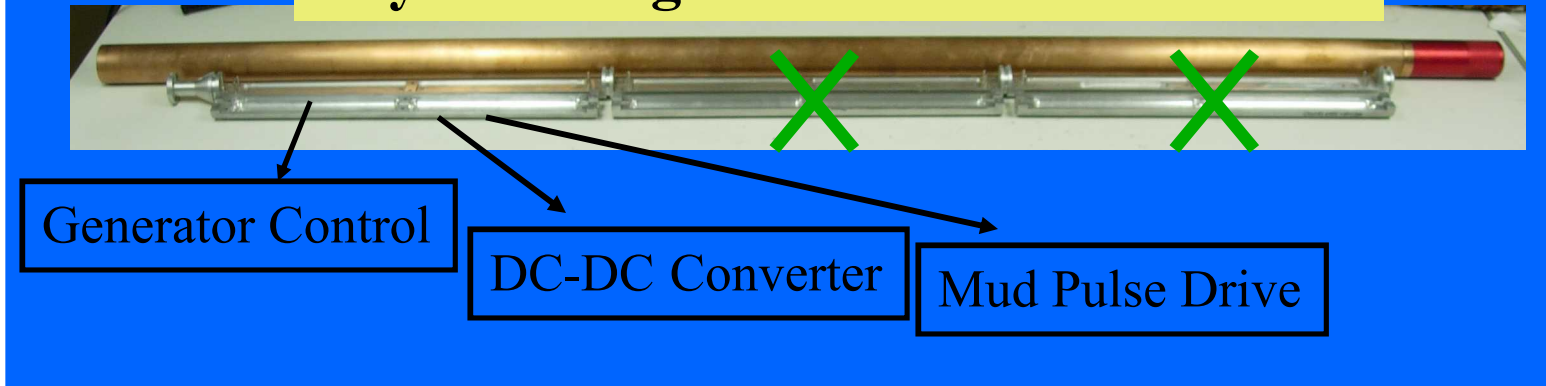 Generator Control
DC-DC Converter
Mud Pulse Drive